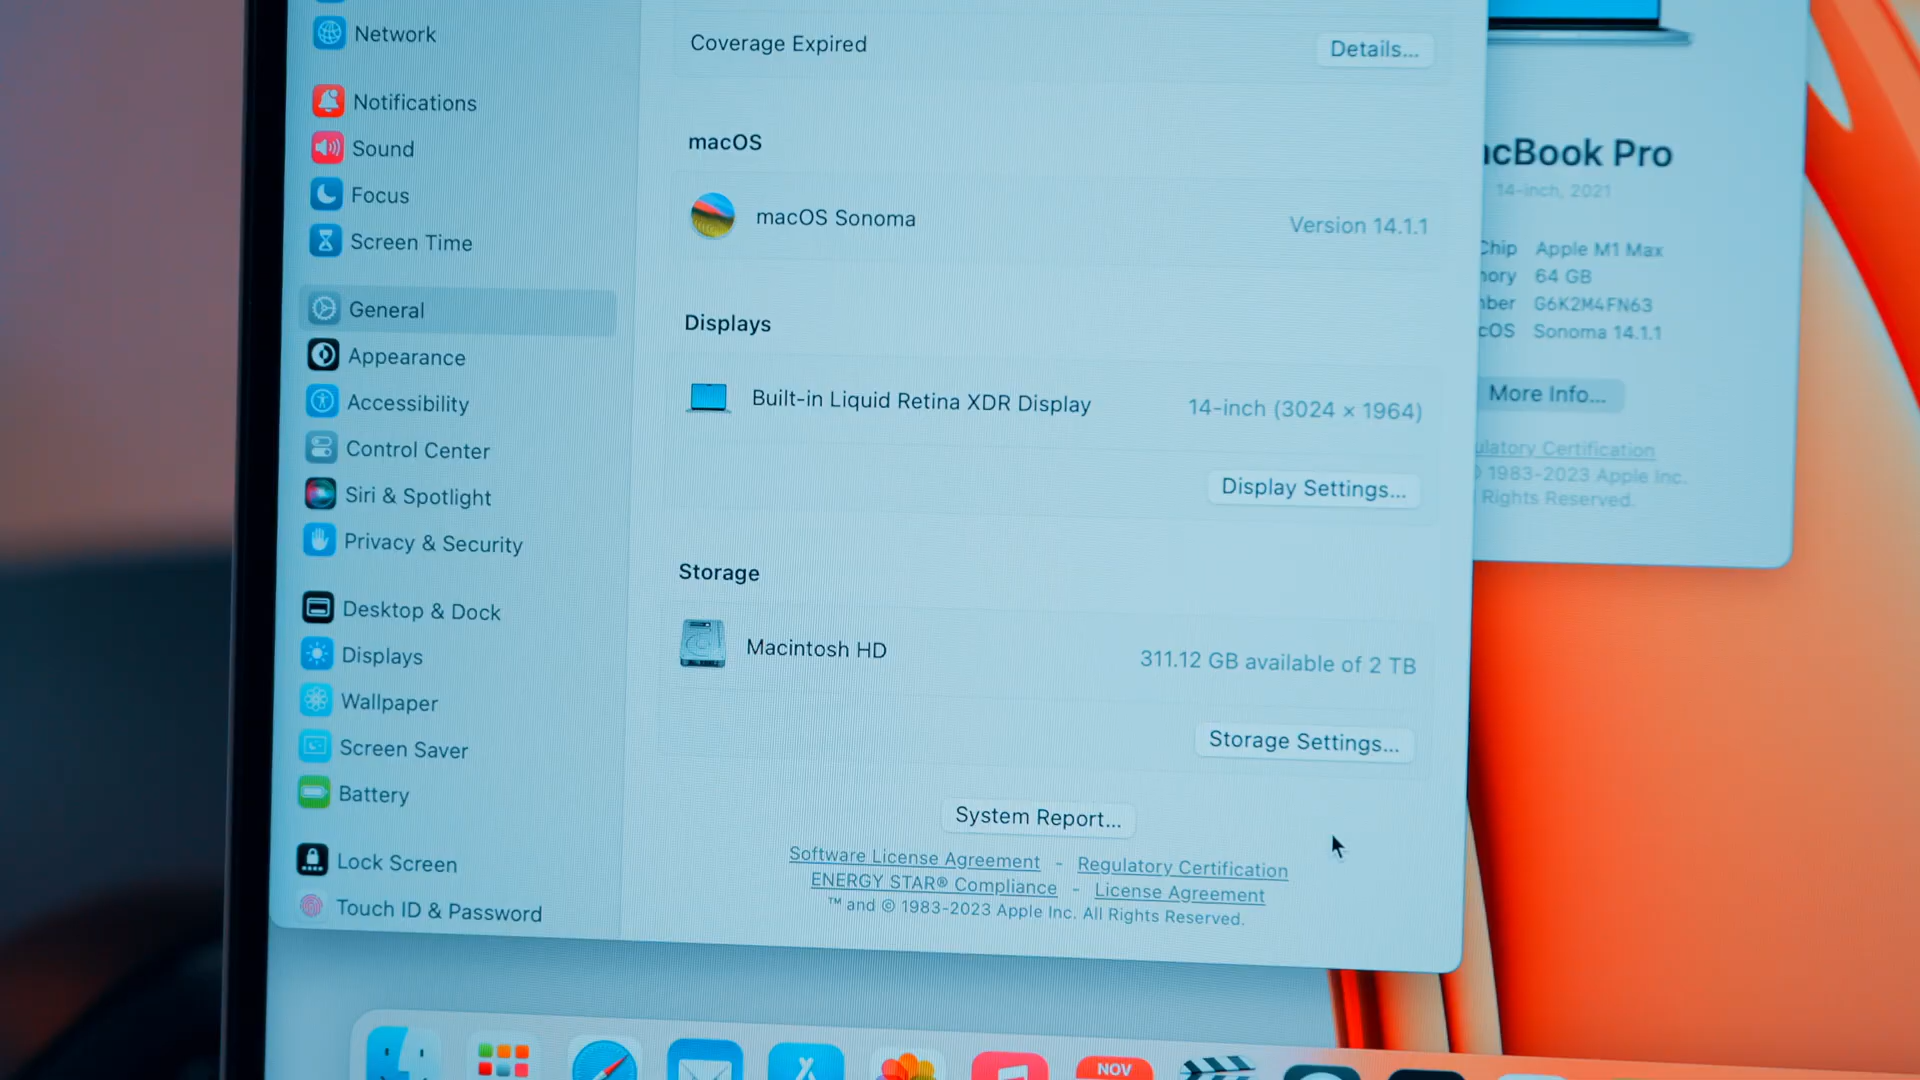 Network
Notifications
Sound
Focus
Screen Time
General
Appearance
Accessibility
Control Center
Siri & Spotlight
Privacy & Security
Desktop & Dock
Displays
Wallpaper
Screen Saver
Battery
Lock Screen
Touch ID & Password
Coverage Expired
Details...
macOS
macOS Sonoma
Version 14.1.1
Displays
Built-in Liquid Retina XDR Display
14-inch (3024 × 1964)
Display Settings...
Storage
Macintosh HD
311.12 GB available of 2 TB
Storage Settings...
System Report...
Software License Agreement - Regulatory Certification
ENERGY STAR® Compliance - License Agreement
™ and © 1983-2023 Apple Inc. All Rights Reserved.
cBook Pro
14-inch, 2021
Chip Apple M1 Max
ory 64 GB
ber G6K2M4FN63
cOS Sonoma 14.1.1
More Info...
ulatory Certification
© 1983-2023 Apple Inc.
Rights Reserved.
NOV